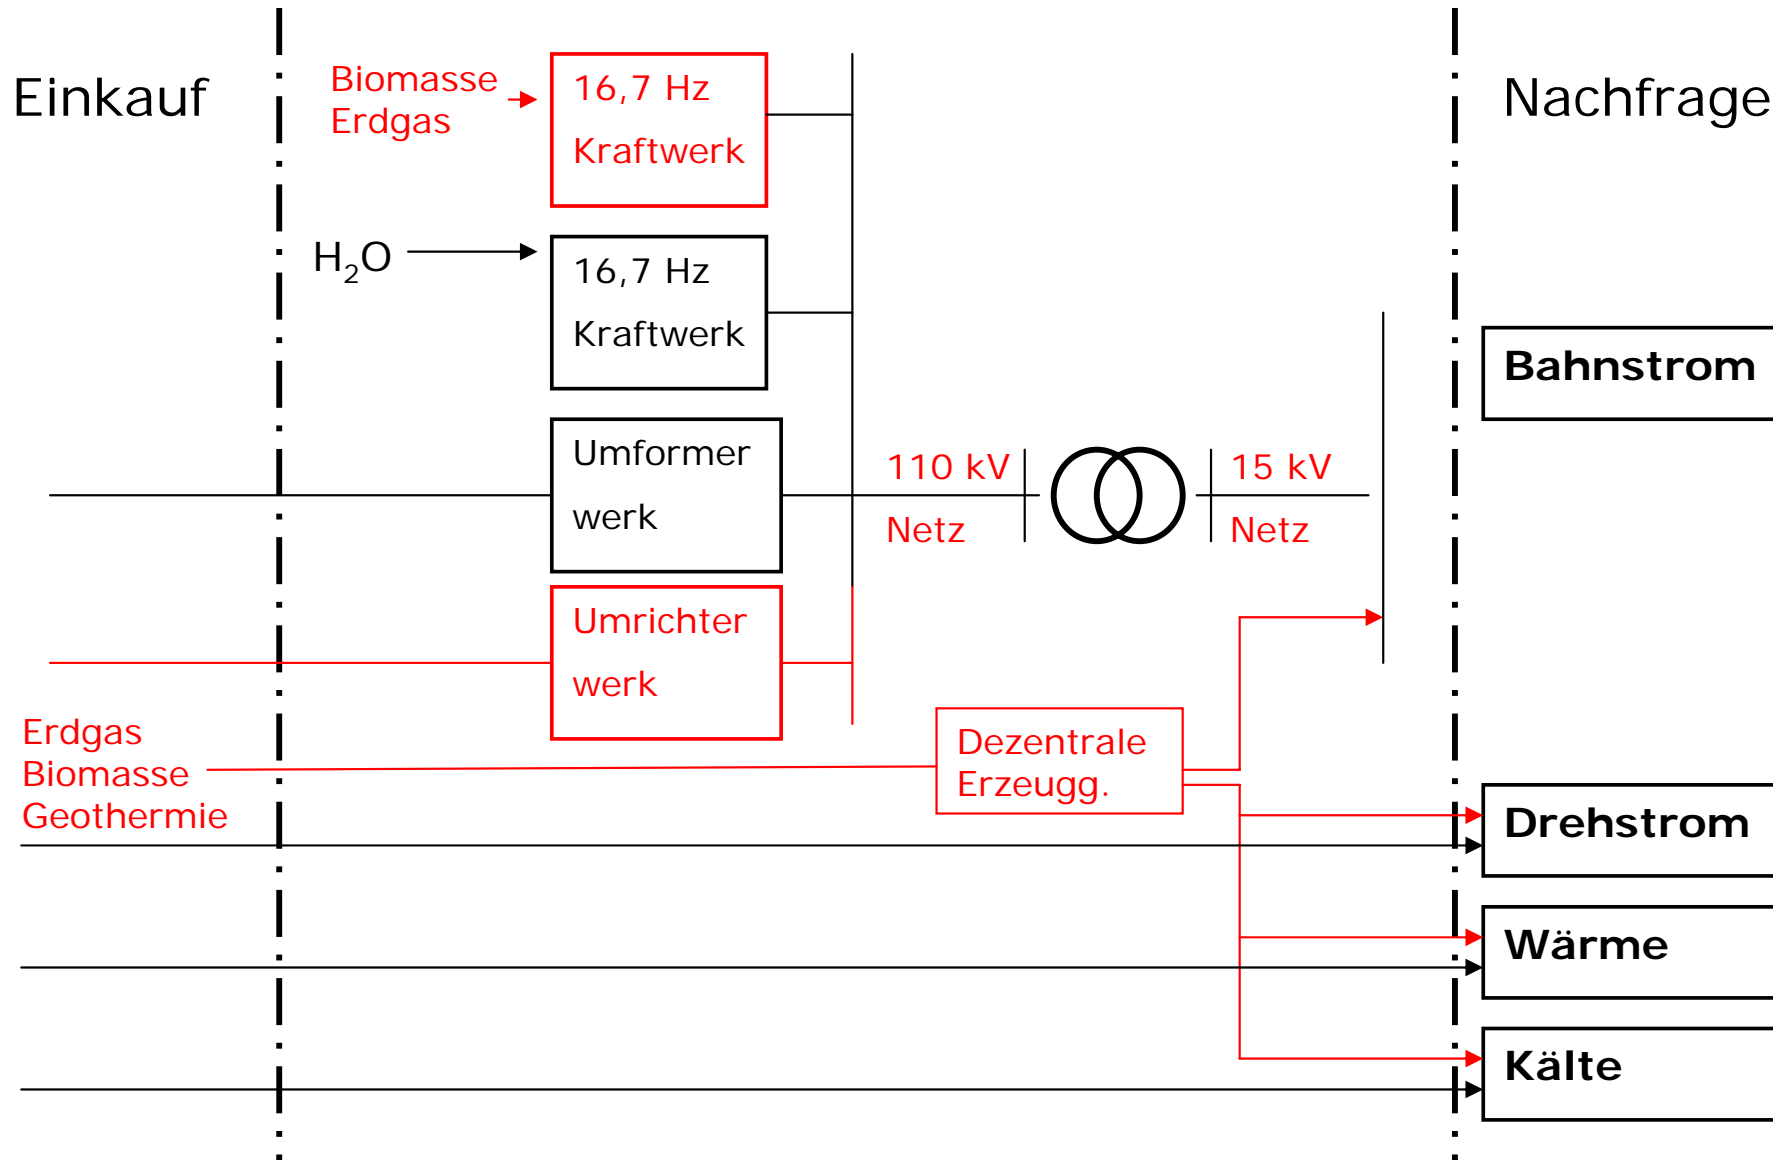 Einkauf
Biomasse
Erdgas
16,7 Hz
Kraftwerk
Nachfrage
H₂O
16,7 Hz
Kraftwerk
Bahnstrom
Umformer
werk
110 kV
Netz
15 kV
Netz
Umrichter
werk
Erdgas
Biomasse
Geothermie
Dezentrale
Erzeugg.
Drehstrom
Wärme
Kälte